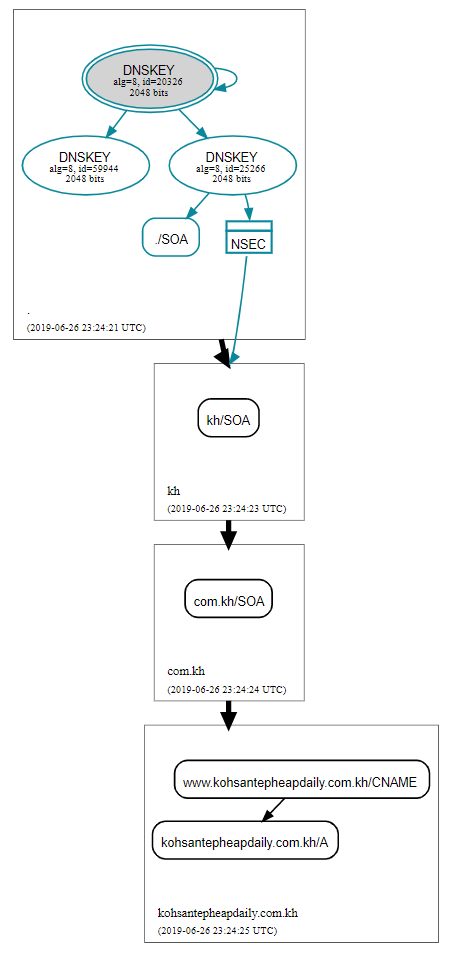 DNSKEY
alg=8, id=20326
2048 bits
DNSKEY
alg=8, id=59944
2048 bits
DNSKEY
alg=8, id=25266
2048 bits
./SOA
NSEC
.
(2019-06-26 23:24:21 UTC)
kh/SOA
kh
(2019-06-26 23:24:23 UTC)
com.kh/SOA
com.kh
(2019-06-26 23:24:24 UTC)
www.kohsantepheapdaily.com.kh/CNAME
kohsantepheapdaily.com.kh/A
kohsantepheapdaily.com.kh
(2019-06-26 23:24:25 UTC)